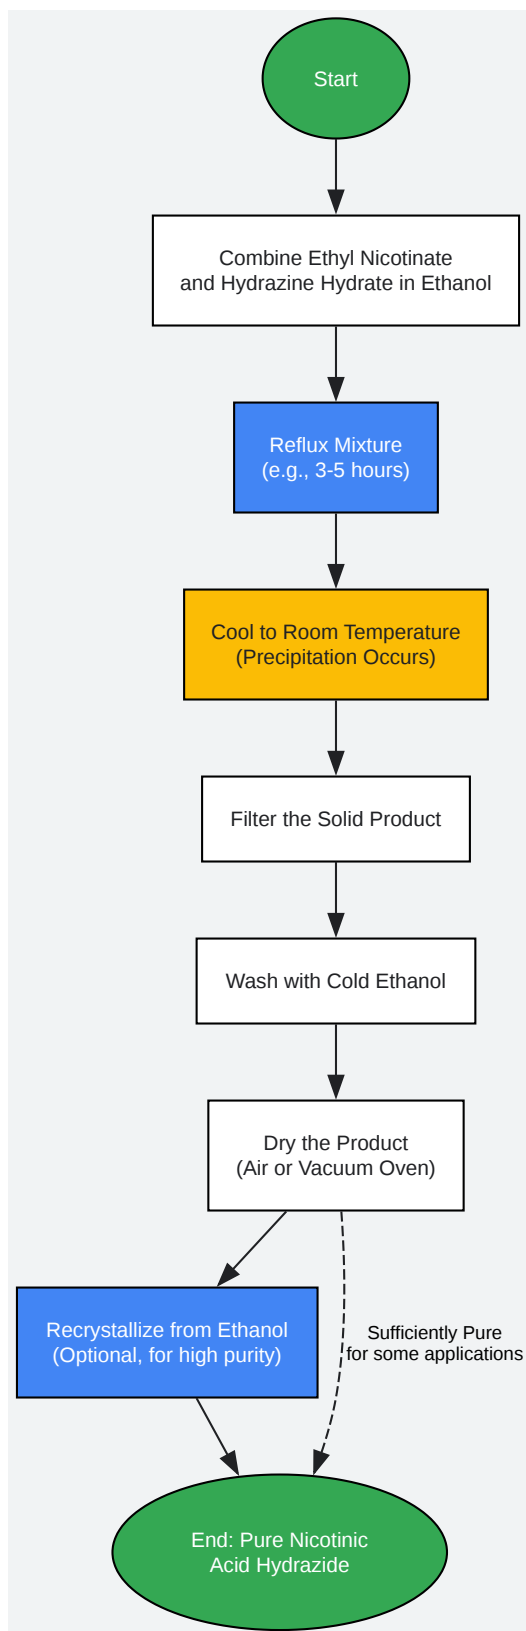 Start
Combine Ethyl Nicotinate
and Hydrazine Hydrate in Ethanol
Reflux Mixture
(e.g., 3-5 hours)
Cool to Room Temperature
(Precipitation Occurs)
Filter the Solid Product
Wash with Cold Ethanol
Dry the Product
(Air or Vacuum Oven)
Recrystallize from Ethanol
(Optional, for high purity)
Sufficiently Pure
for some applications
End: Pure Nicotinic
Acid Hydrazide